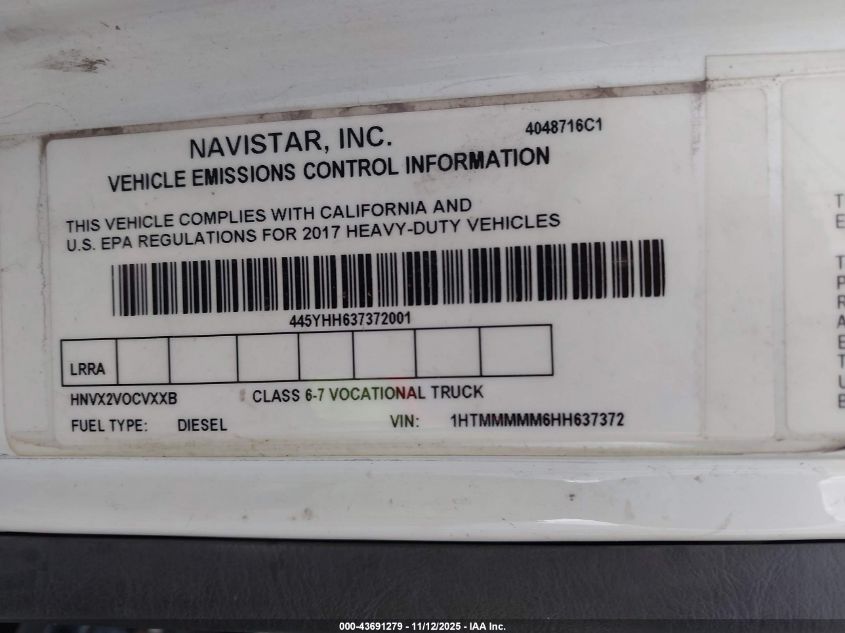 NAVISTAR, INC.
4048716C1
VEHICLE EMISSIONS CONTROL INFORMATION
THIS VEHICLE COMPLIES WITH CALIFORNIA AND
U.S. EPA REGULATIONS FOR 2017 HEAVY-DUTY VEHICLES
445YHH637372001
LRRA
HNVX2VOCVXXB CLASS 6-7 VOCATIONAL TRUCK
FUEL TYPE: DIESEL VIN: 1HTMMMMM6HH637372
000-43691279 - 11/12/2025 - IAA Inc.